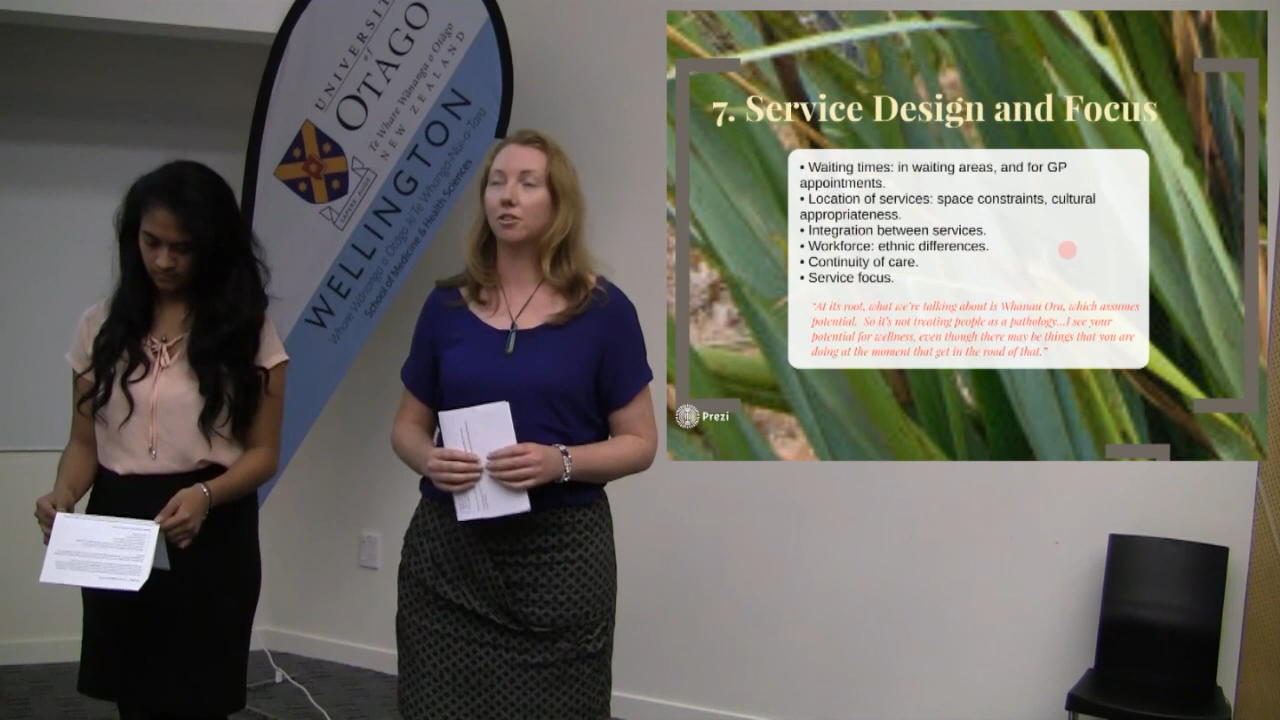 UNIVERSITY
of
OTAGO
Te Whare Wānanga o Otāgo
NEW ZEALAND
SAPERE AUDE
WELLINGTON
Whare Wānanga o Otāgo ki Te Whanga-Nui-a-Tara
School of Medicine & Health Sciences
7. Service Design and Focus
• Waiting times: in waiting areas, and for GP
appointments.
• Location of services: space constraints, cultural
appropriateness.
• Integration between services.
• Workforce: ethnic differences.
• Continuity of care.
• Service focus.
"At its root, what we're talking about is Whanau Ora, which assumes
potential. So it's not treating people as a pathology...I see your
potential for wellness, even though there may be things that you are
doing at the moment that get in the road of that."
Prezi